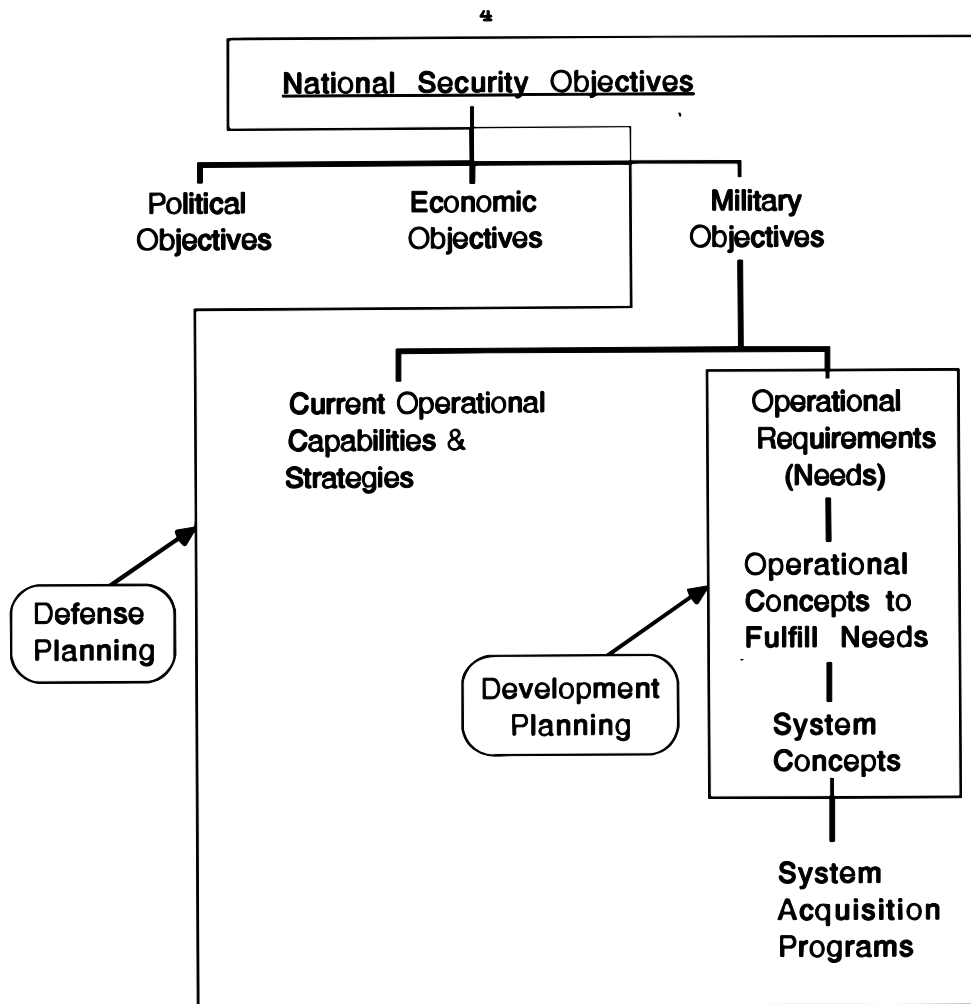 4
National Security Objectives
Political
Objectives
Economic
Objectives
Military
Objectives
Current Operational
Capabilities &
Strategies
Operational
Requirements
(Needs)
Defense
Planning
Operational
Concepts to
Fulfill Needs
Development
Planning
System
Concepts
System
Acquisition
Programs